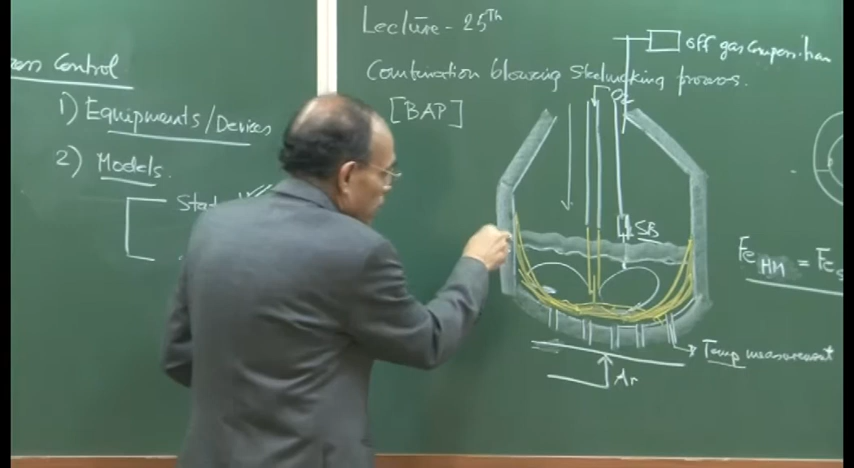 Lecture - 25Th
Combination blowing steelmaking process.
[BAP]
Control
1) Equipments/Devices
2) Models.
off gas Composition
O2
SB
Fe HM = Fe
Temp measurement
Ar